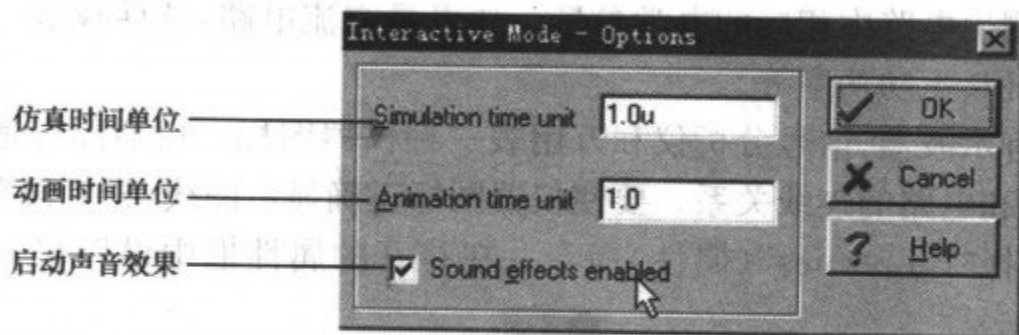 Interactive Mode - Options
仿真时间单位
Simulation time unit
1.0u
OK
动画时间单位
Animation time unit
1.0
Cancel
启动声音效果
Sound effects enabled
Help